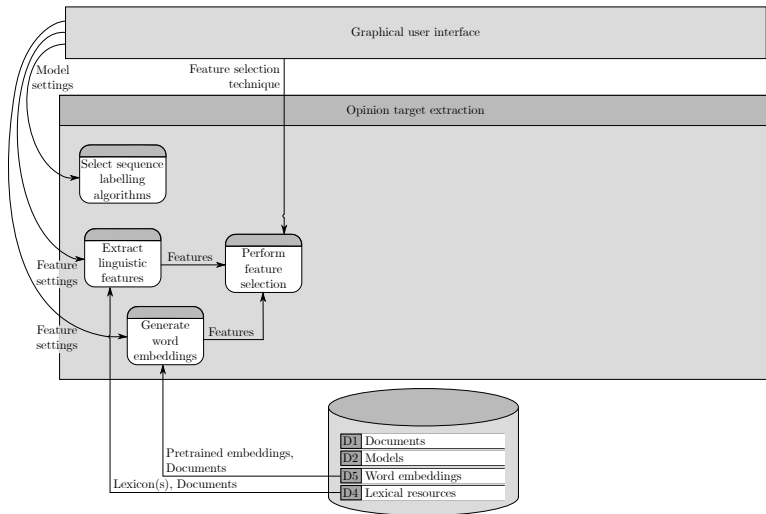 Graphical user interface
Model
settings
Feature selection
technique
Opinion target extraction
Select sequence
labelling
algorithms
Extract
linguistic
features
Features
Perform
feature
selection
Feature
settings
Generate
word
embeddings
Features
Feature
settings
Pretrained embeddings,
Documents
Lexicon(s), Documents
D1 Documents
D2 Models
D5 Word embeddings
D4 Lexical resources